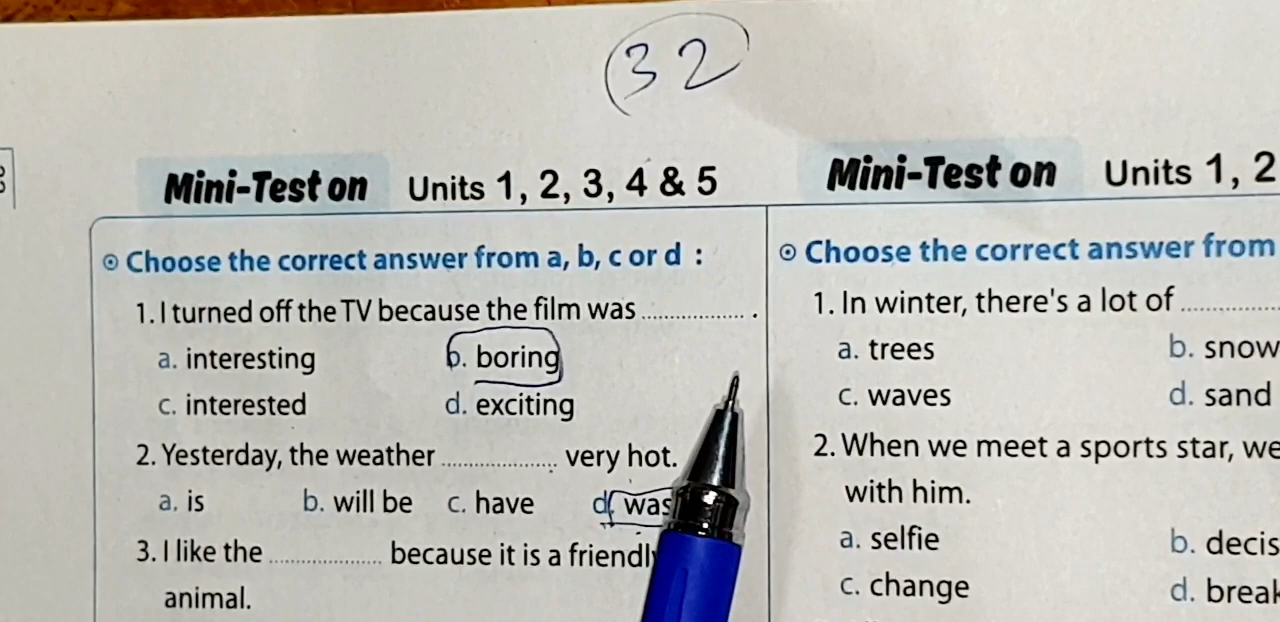 32
Mini-Test on Units 1, 2, 3, 4 & 5
⊙ Choose the correct answer from a, b, c or d :
1. I turned off the TV because the film was ................. .
a. interesting b. boring
c. interested d. exciting
2. Yesterday, the weather ................... very hot.
a. is b. will be c. have d. was
3. I like the .................... because it is a friendly
animal.
Mini-Test on Units 1, 2
⊙ Choose the correct answer from
1. In winter, there's a lot of .................
a. trees b. snow
c. waves d. sand
2. When we meet a sports star, we
with him.
a. selfie b. decis
c. change d. break